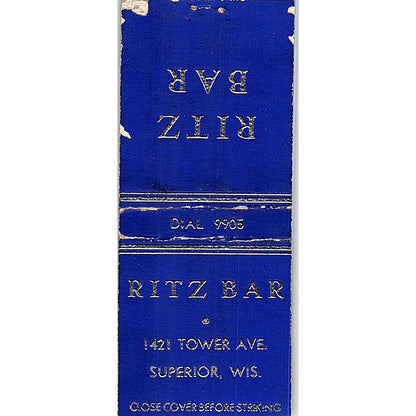 RITZ
BAR
DIAL 9905
RITZ BAR
1421 TOWER AVE.
SUPERIOR, WIS.
CLOSE COVER BEFORE STRIKING